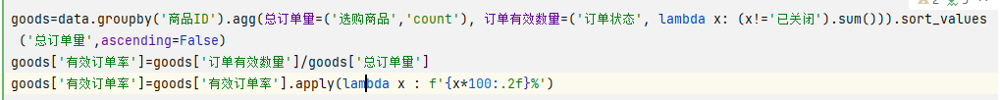 goods=data.groupby('商品ID').agg(总订单量=('选购商品','count'), 订单有效数量=('订单状态', lambda x: (x!='已关闭').sum())).sort_values
('总订单量',ascending=False)
goods['有效订单率']=goods['订单有效数量']/goods['总订单量']
goods['有效订单率']=goods['有效订单率'].apply(lambda x : f'{x*100:.2f}%')